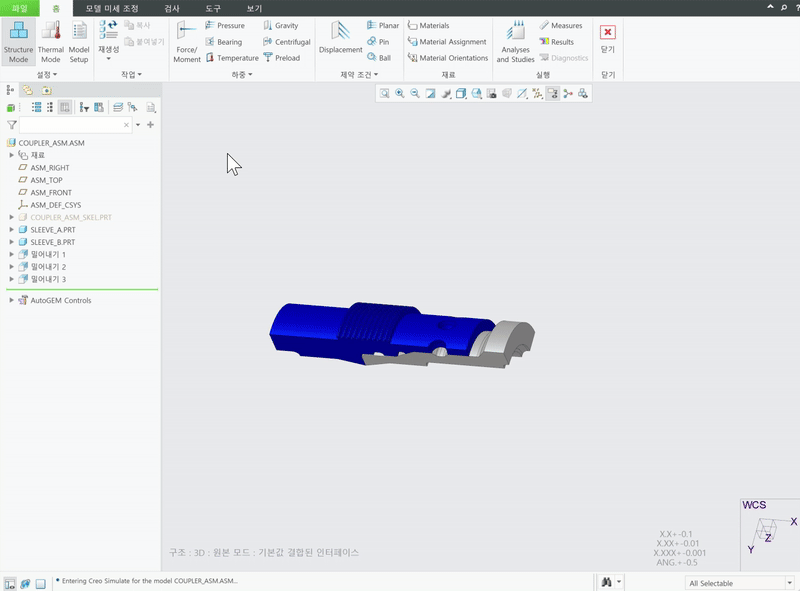 파일 홈 모델 미세 조정 검사 도구 보기
Structure Mode
Thermal Mode
Model Setup
설정
재생성
복사
붙여넣기
작업
Force/Moment
Pressure
Bearing
Temperature
Gravity
Centrifugal
Preload
하중
Displacement
Planar
Pin
Ball
제약 조건
Materials
Material Assignment
Material Orientations
재료
Analyses and Studies
Measures
Results
Diagnostics
실행
닫기
닫기
COUPLER_ASM.ASM
재료
ASM_RIGHT
ASM_TOP
ASM_FRONT
ASM_DEF_CSYS
COUPLER_ASM_SKEL.PRT
SLEEVE_A.PRT
SLEEVE_B.PRT
밀어내기 1
밀어내기 2
밀어내기 3
AutoGEM Controls
구조 : 3D : 원본 모드 : 기본값 결합된 인터페이스
X.X+-0.1
X.XX+-0.01
X.XXX+-0.001
ANG.+-0.5
WCS
X
Z
Y
Entering Creo Simulate for the model COUPLER_ASM.ASM...
All Selectable